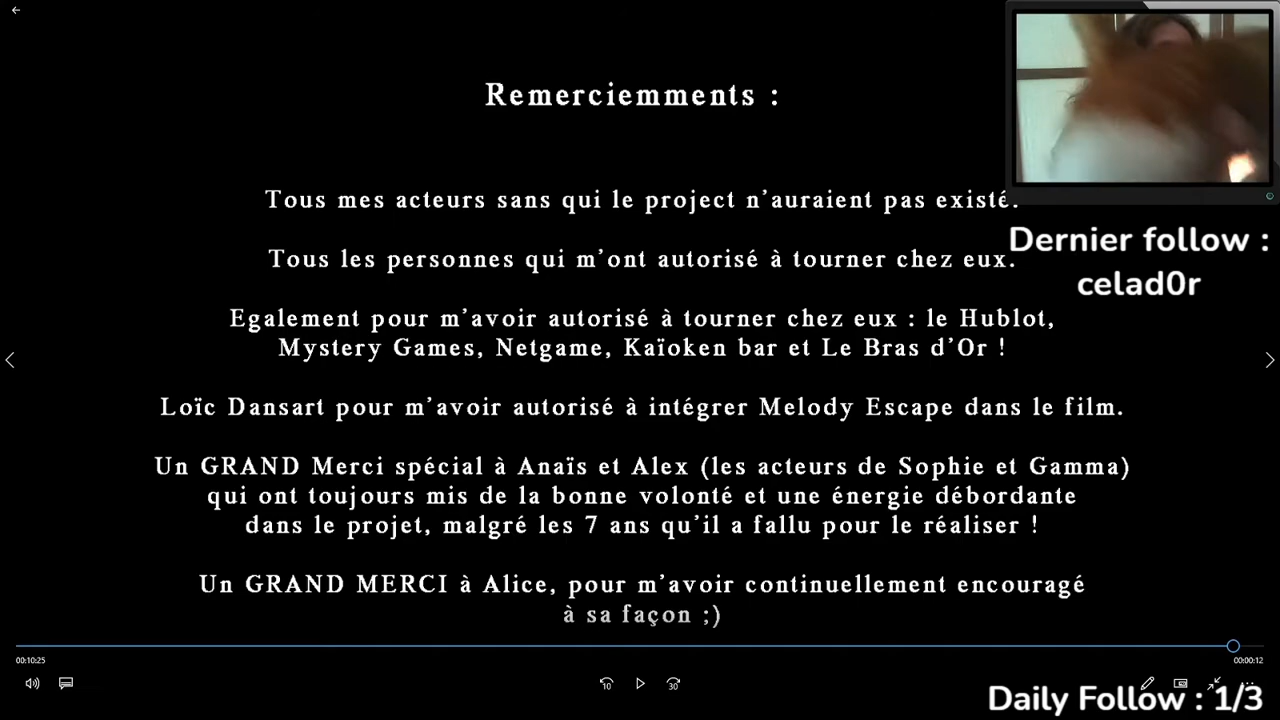 Remerciemments :
Tous mes acteurs sans qui le project n'auraient pas existé.
Tous les personnes qui m'ont autorisé à tourner chez eux.
Dernier follow :
celad0r
Egalement pour m'avoir autorisé à tourner chez eux : le Hublot,
Mystery Games, Netgame, Kaïoken bar et Le Bras d'Or !
Loïc Dansart pour m'avoir autorisé à intégrer Melody Escape dans le film.
Un GRAND Merci spécial à Anaïs et Alex (les acteurs de Sophie et Gamma)
qui ont toujours mis de la bonne volonté et une énergie débordante
dans le projet, malgré les 7 ans qu'il a fallu pour le réaliser !
Un GRAND MERCI à Alice, pour m'avoir continuellement encouragé
à sa façon ;)
00:10:25
00:00:12
10
30
Daily Follow : 1/3